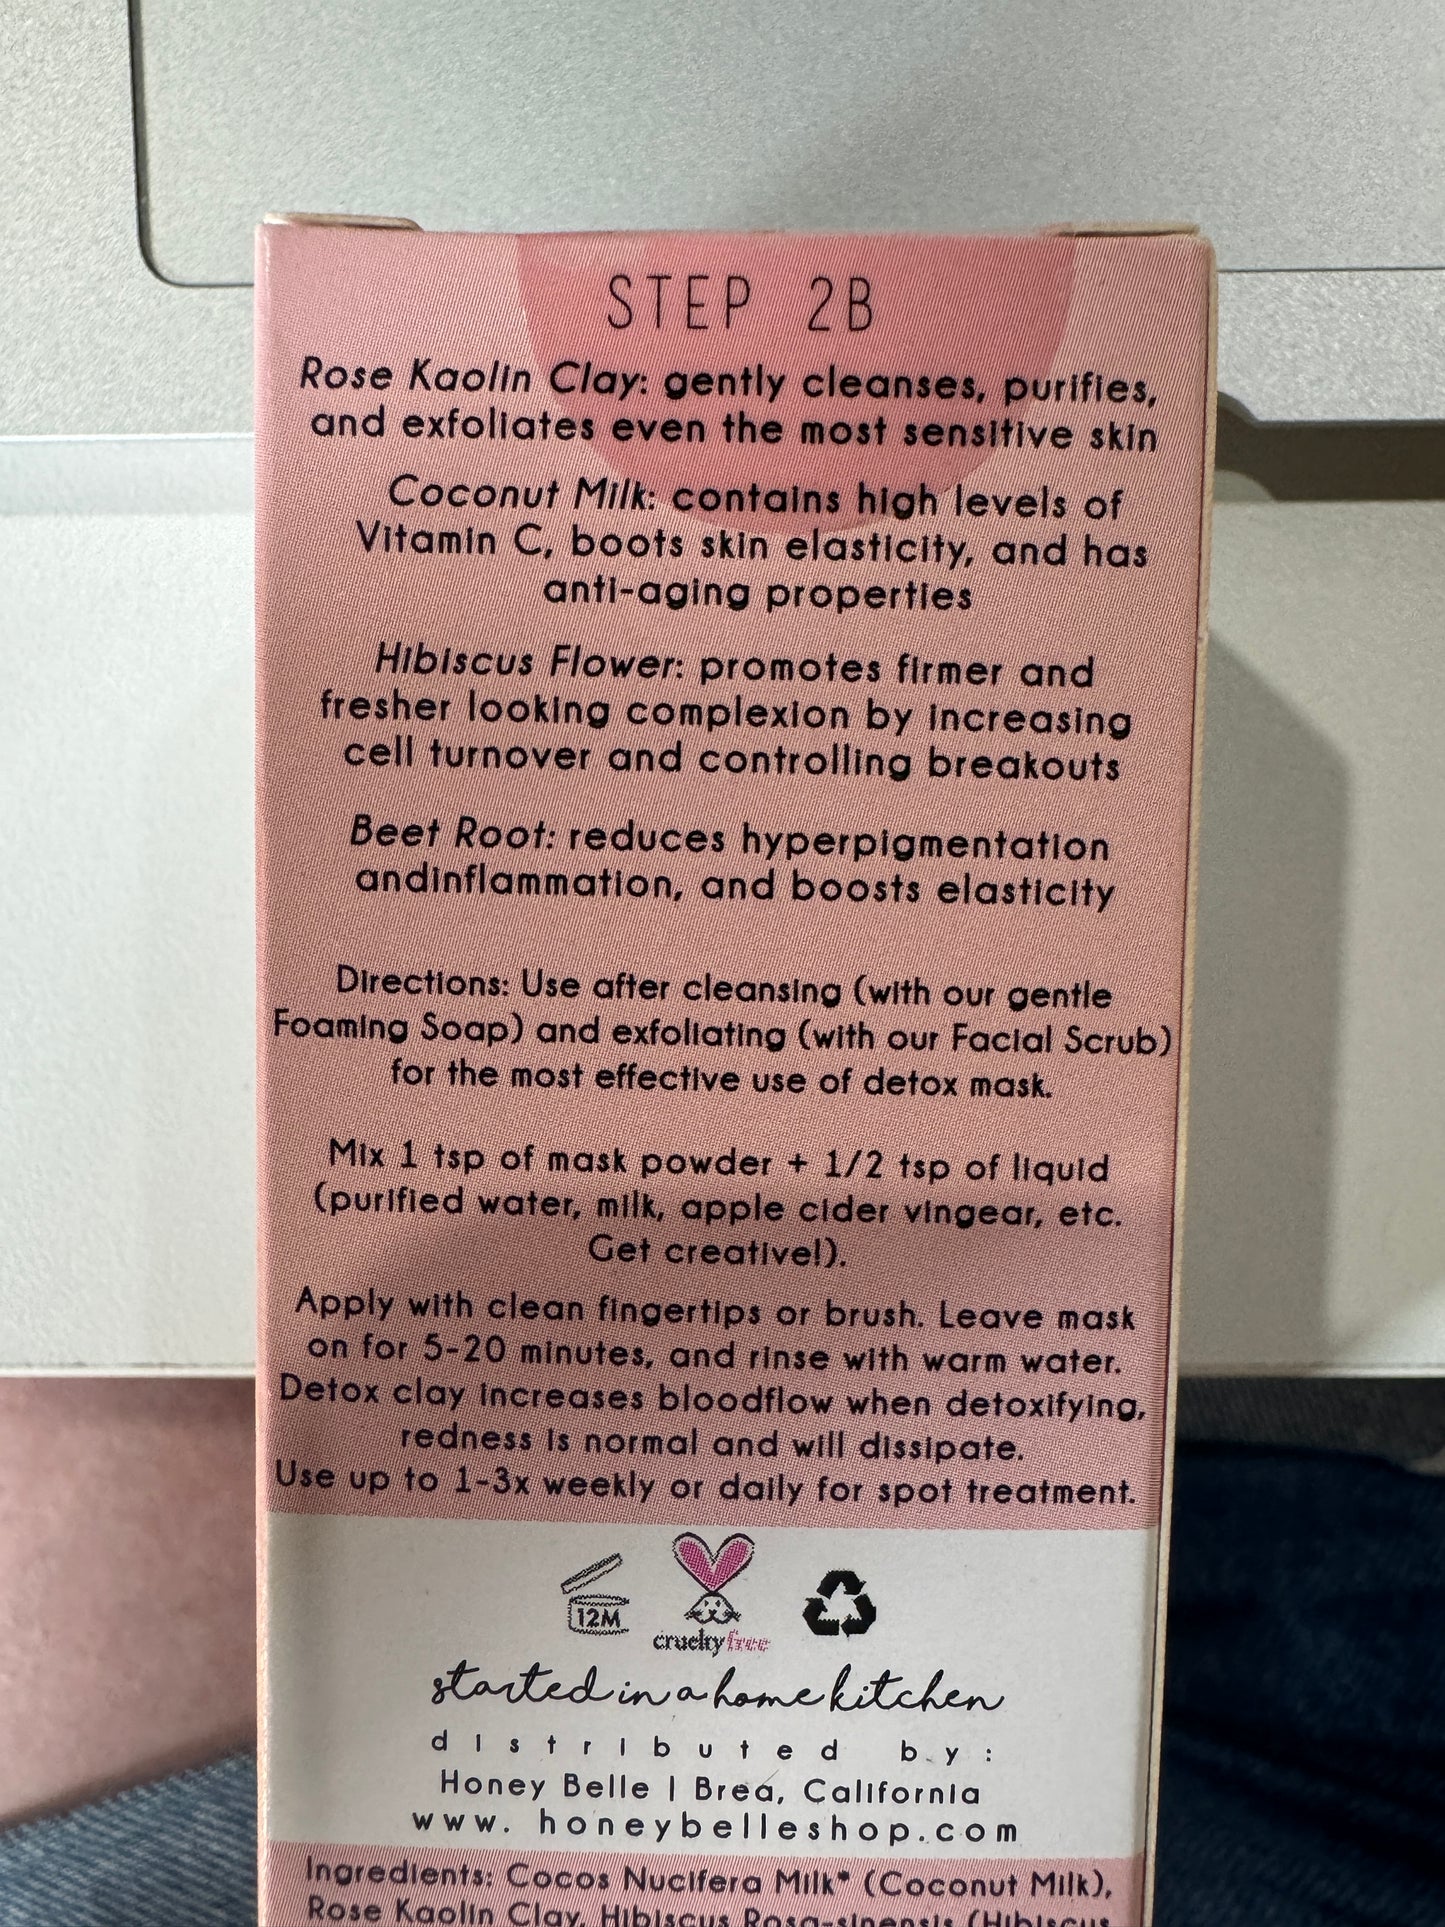 STEP 2B
Rose Kaolin Clay: gently cleanses, purifies,
and exfoliates even the most sensitive skin
Coconut Milk: contains high levels of
Vitamin C, boots skin elasticity, and has
anti-aging properties
Hibiscus Flower: promotes firmer and
fresher looking complexion by increasing
cell turnover and controlling breakouts
Beet Root: reduces hyperpigmentation
andinflammation, and boosts elasticity
Directions: Use after cleansing (with our gentle
Foaming Soap) and exfoliating (with our Facial Scrub)
for the most effective use of detox mask.
Mix 1 tsp of mask powder + 1/2 tsp of liquid
(purified water, milk, apple cider vingear, etc.
Get creative!).
Apply with clean fingertips or brush. Leave mask
on for 5-20 minutes, and rinse with warm water.
Detox clay increases bloodflow when detoxifying,
redness is normal and will dissipate.
Use up to 1-3x weekly or daily for spot treatment.
12M
crueltyfree
started in a home kitchen
distributed by:
Honey Belle | Brea, California
www.honeybelleshop.com
Ingredients: Cocos Nucifera Milk* (Coconut Milk),
Rose Kaolin Clay, Hibiscus Rosa-sinensis (Hibiscus